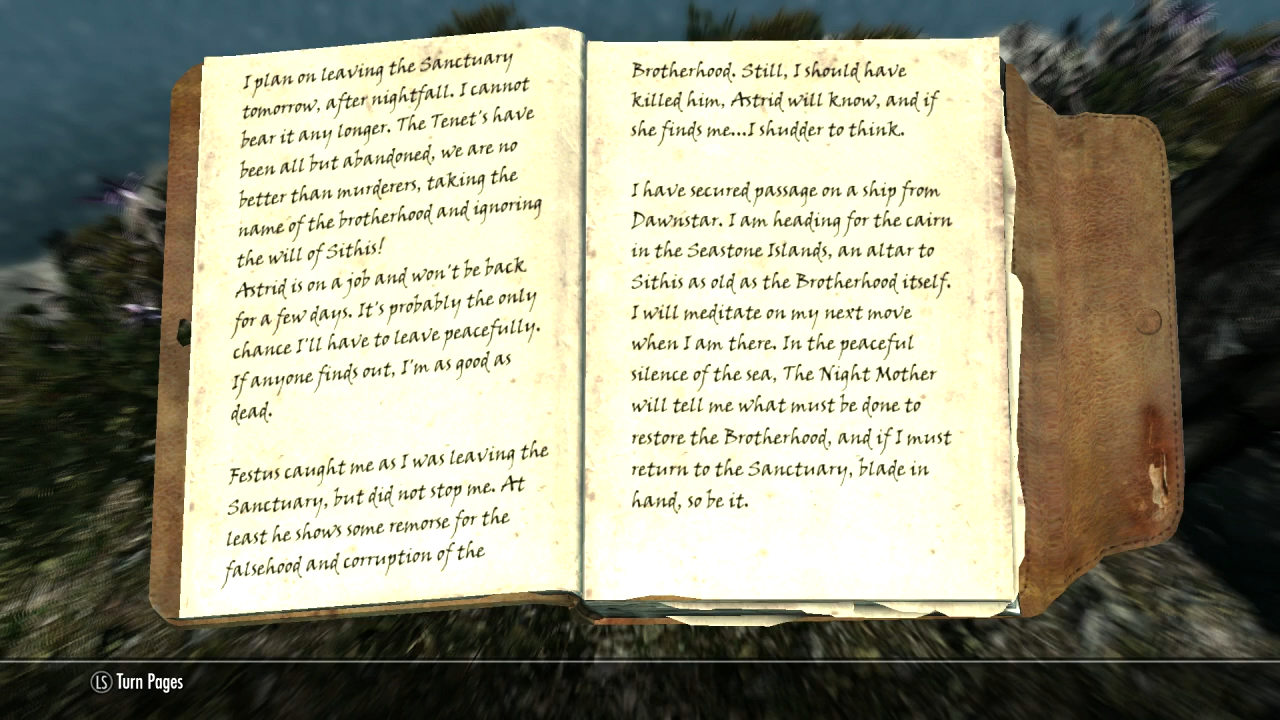 I plan on leaving the Sanctuary
tomorrow, after nightfall. I cannot
bear it any longer. The Tenet's have
been all but abandoned, we are no
better than murderers, taking the
name of the brotherhood and ignoring
the will of Sithis!
Astrid is on a job and won't be back
for a few days. It's probably the only
chance I'll have to leave peacefully.
If anyone finds out, I'm as good as
dead.
Festus caught me as I was leaving the
Sanctuary, but did not stop me. At
least he shows some remorse for the
falsehood and corruption of the
Brotherhood. Still, I should have
killed him, Astrid will know, and if
she finds me...I shudder to think.
I have secured passage on a ship from
Dawnstar. I am heading for the cairn
in the Seastone Islands, an altar to
Sithis as old as the Brotherhood itself.
I will meditate on my next move
when I am there. In the peaceful
silence of the sea, The Night Mother
will tell me what must be done to
restore the Brotherhood, and if I must
return to the Sanctuary, blade in
hand, so be it.
LS Turn Pages